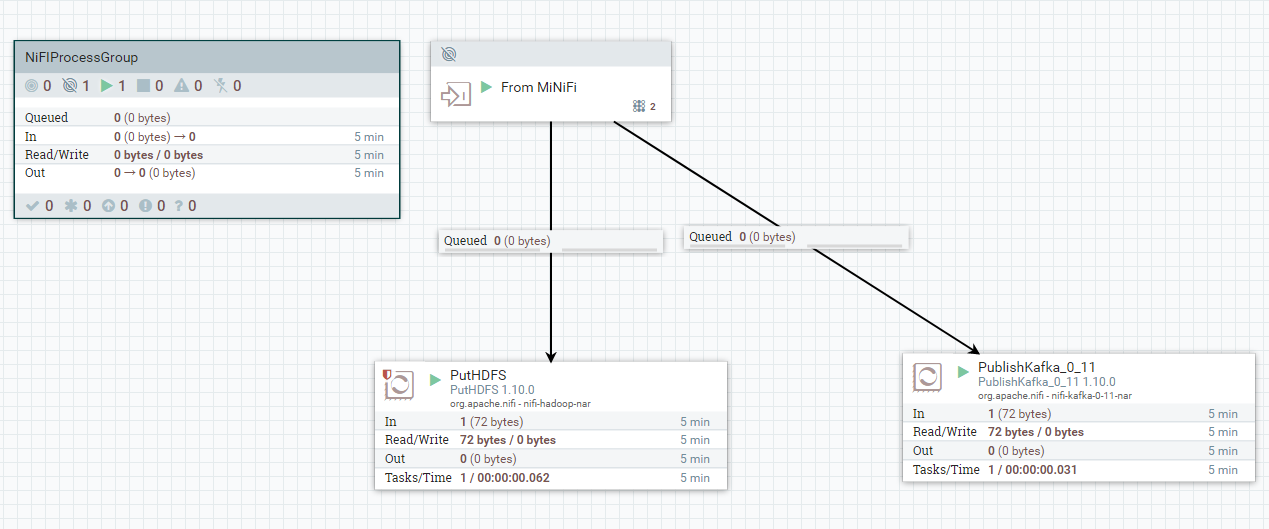 NiFIProcessGroup
0 1 1 0 0 0
Queued 0 (0 bytes)
In 0 (0 bytes) → 0 5 min
Read/Write 0 bytes / 0 bytes 5 min
Out 0 → 0 (0 bytes) 5 min
0 0 0 0 ? 0
From MiNiFi
2
Queued 0 (0 bytes)
Queued 0 (0 bytes)
PutHDFS
PutHDFS 1.10.0
org.apache.nifi - nifi-hadoop-nar
In 1 (72 bytes) 5 min
Read/Write 72 bytes / 0 bytes 5 min
Out 0 (0 bytes) 5 min
Tasks/Time 1 / 00:00:00.062 5 min
PublishKafka_0_11
PublishKafka_0_11 1.10.0
org.apache.nifi - nifi-kafka-0-11-nar
In 1 (72 bytes) 5 min
Read/Write 72 bytes / 0 bytes 5 min
Out 0 (0 bytes) 5 min
Tasks/Time 1 / 00:00:00.031 5 min